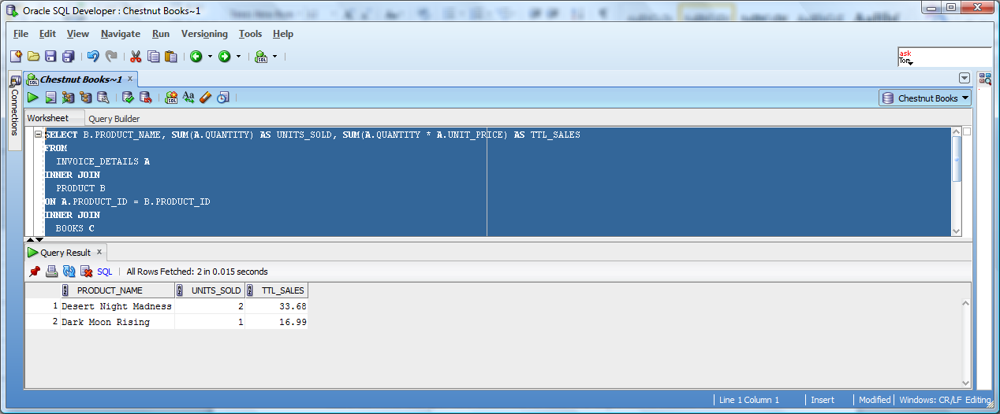 Oracle SQL Developer : Chestnut Books~1
File Edit View Navigate Run Versioning Tools Help
ask
Tom
Connections
Chestnut Books~1
Chestnut Books
Worksheet Query Builder
SELECT B.PRODUCT_NAME, SUM(A.QUANTITY) AS UNITS_SOLD, SUM(A.QUANTITY * A.UNIT_PRICE) AS TTL_SALES
FROM
INVOICE_DETAILS A
INNER JOIN
PRODUCT B
ON A.PRODUCT_ID = B.PRODUCT_ID
INNER JOIN
BOOKS C
Query Result
SQL | All Rows Fetched: 2 in 0.015 seconds
PRODUCT_NAME UNITS_SOLD TTL_SALES
1 Desert Night Madness 2 33.68
2 Dark Moon Rising 1 16.99
Line 1 Column 1 Insert Modified Windows: CR/LF Editing